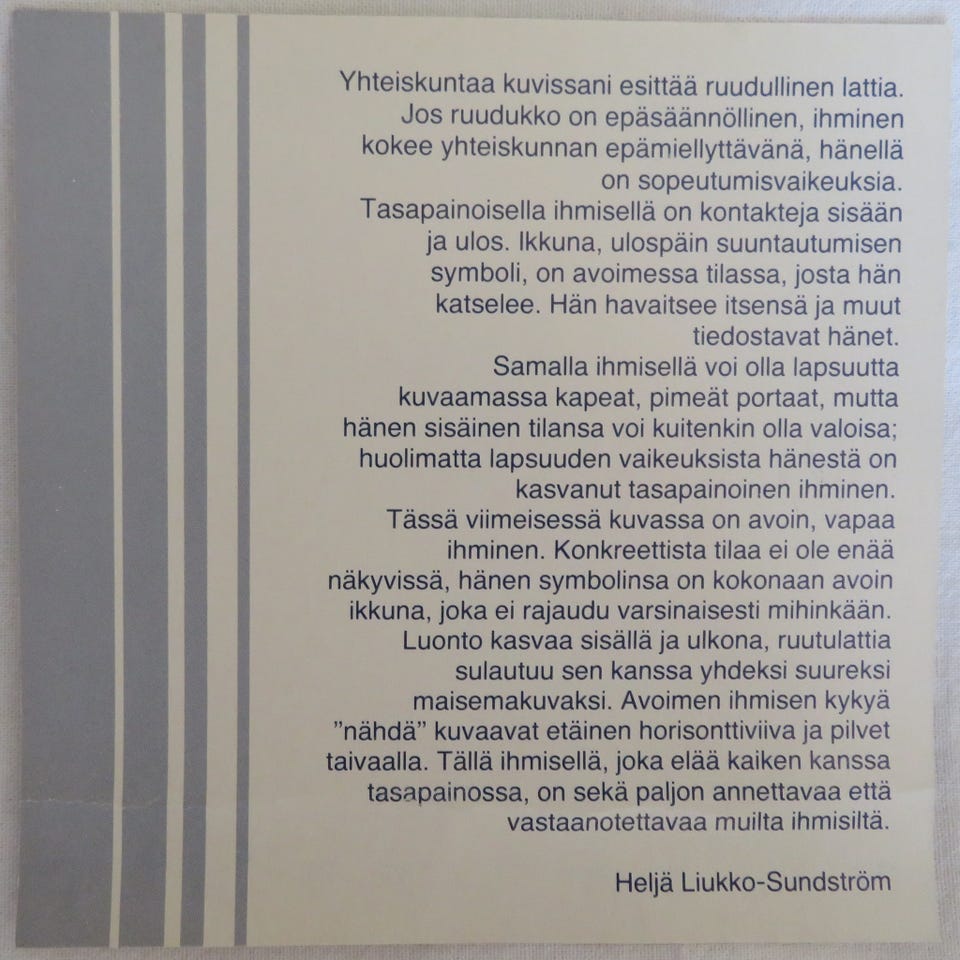 Yhteiskuntaa kuvissani esittää ruudullinen lattia.
Jos ruudukko on epäsäännöllinen, ihminen
kokee yhteiskunnan epämiellyttävänä, hänellä
on sopeutumisvaikeuksia.
Tasapainoisella ihmisellä on kontakteja sisään
ja ulos. Ikkuna, ulospäin suuntautumisen
symboli, on avoimessa tilassa, josta hän
katselee. Hän havaitsee itsensä ja muut
tiedostavat hänet.
Samalla ihmisellä voi olla lapsuutta
kuvaamassa kapeat, pimeät portaat, mutta
hänen sisäinen tilansa voi kuitenkin olla valoisa;
huolimatta lapsuuden vaikeuksista hänestä on
kasvanut tasapainoinen ihminen.
Tässä viimeisessä kuvassa on avoin, vapaa
ihminen. Konkreettista tilaa ei ole enää
näkyvissä, hänen symbolinsa on kokonaan avoin
ikkuna, joka ei rajaudu varsinaisesti mihinkään.
Luonto kasvaa sisällä ja ulkona, ruutulattia
sulautuu sen kanssa yhdeksi suureksi
maisemakuvaksi. Avoimen ihmisen kykyä
”nähdä” kuvaavat etäinen horisonttiviiva ja pilvet
taivaalla. Tällä ihmisellä, joka elää kaiken kanssa
tasapainossa, on sekä paljon annettavaa että
vastaanotettavaa muilta ihmisiltä.
Heljä Liukko-Sundström